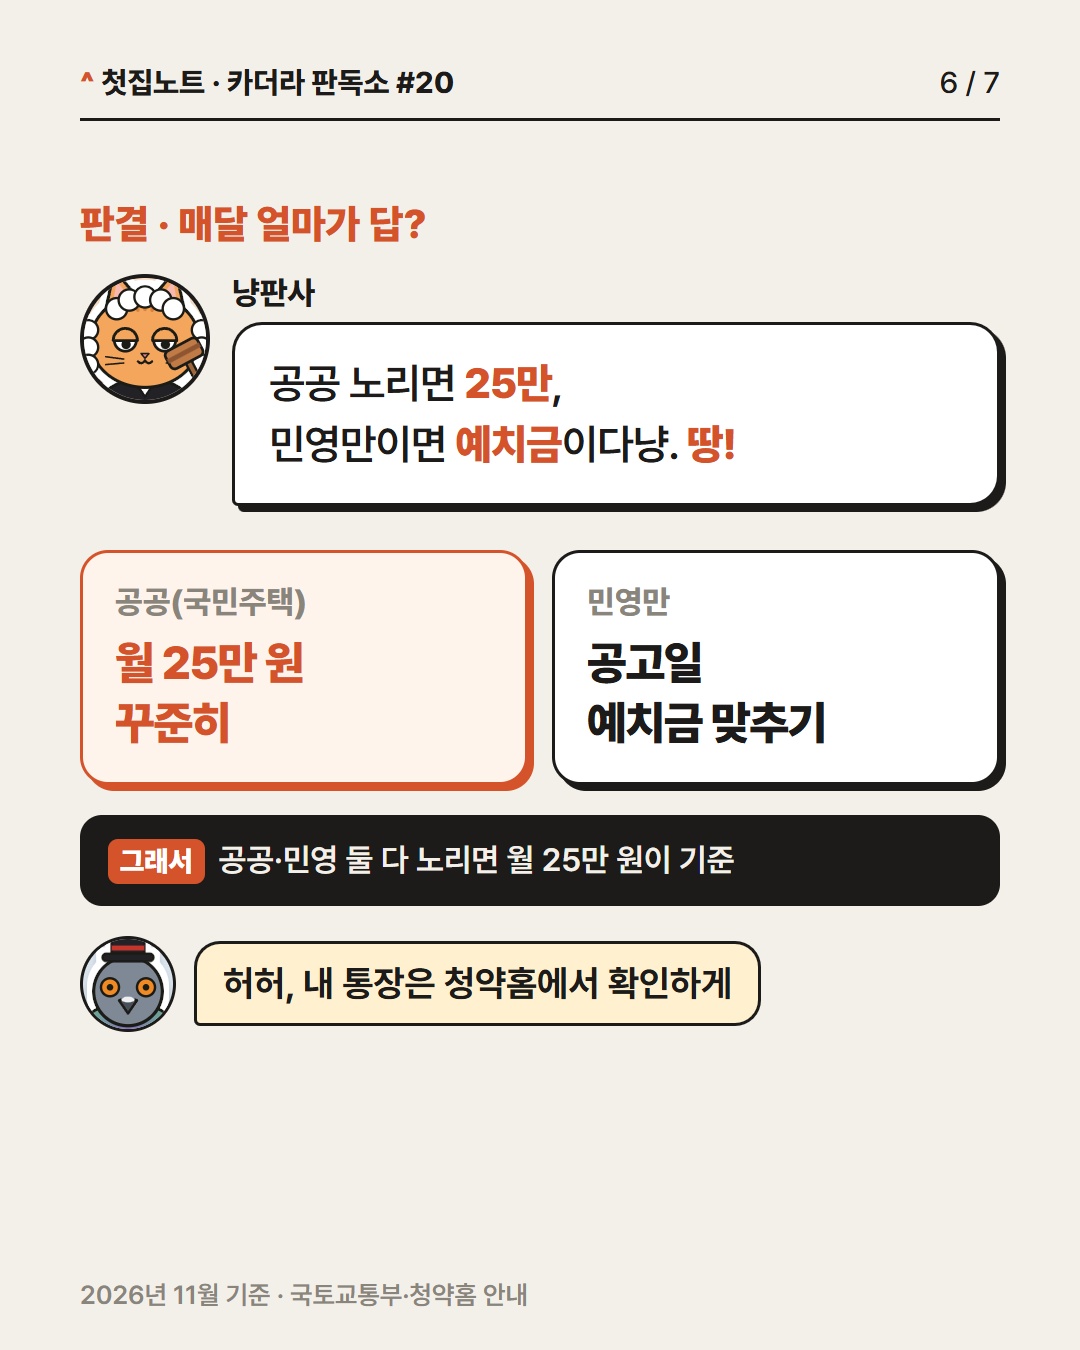 ^ 첫집노트 · 카더라 판독소 #20
6 / 7
판결 · 매달 얼마가 답?
냥판사
공공 노리면 25만,
민영만이면 예치금이다냥. 땅!
공공(국민주택)
월 25만 원
꾸준히
민영만
공고일
예치금 맞추기
그래서 공공·민영 둘 다 노리면 월 25만 원이 기준
허허, 내 통장은 청약홈에서 확인하게
2026년 11월 기준 · 국토교통부·청약홈 안내